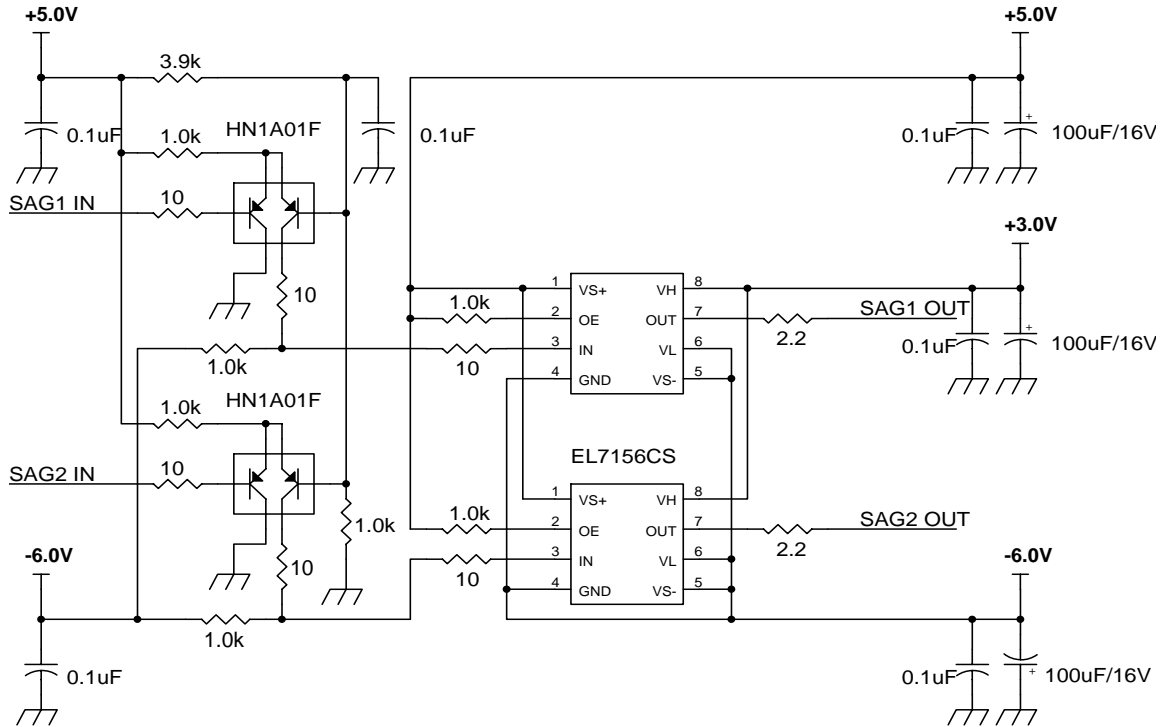 +5.0V
+5.0V
3.9k
HN1A01F
0.1uF
1.0k
0.1uF
0.1uF
+
100uF/16V
SAG1 IN
10
+3.0V
10
1.0k
1
VS+
VH
8
2
OE
OUT
7
SAG1 OUT
2.2
3
IN
VL
6
0.1uF
+
100uF/16V
1.0k
10
4
GND
VS-
5
HN1A01F
1.0k
EL7156CS
SAG2 IN
10
1
VS+
VH
8
1.0k
1.0k
2
OE
OUT
7
SAG2 OUT
2.2
-6.0V
10
10
3
IN
VL
6
-6.0V
4
GND
VS-
5
1.0k
0.1uF
0.1uF
+
100uF/16V